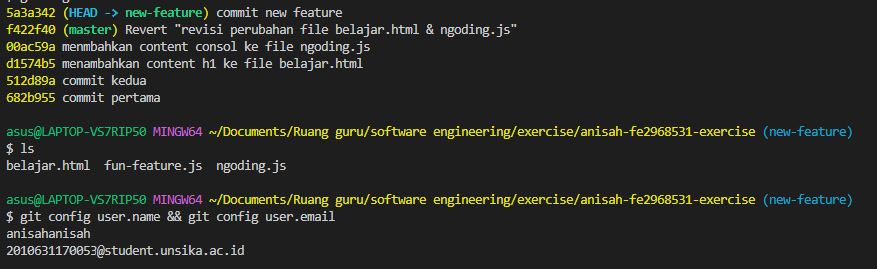 5a3a342 (HEAD -> new-feature) commit new feature
f422f40 (master) Revert "revisi perubahan file belajar.html & ngoding.js"
00ac59a menmbahkan content consol ke file ngoding.js
d1574b5 menambahkan content h1 ke file belajar.html
512d89a commit kedua
682b955 commit pertama
asus@LAPTOP-VS7RIP50 MINGW64 ~/Documents/Ruang guru/software engineering/exercise/anisah-fe2968531-exercise (new-feature)
$ ls
belajar.html  fun-feature.js  ngoding.js
asus@LAPTOP-VS7RIP50 MINGW64 ~/Documents/Ruang guru/software engineering/exercise/anisah-fe2968531-exercise (new-feature)
$ git config user.name && git config user.email
anisahanisah
2010631170053@student.unsika.ac.id